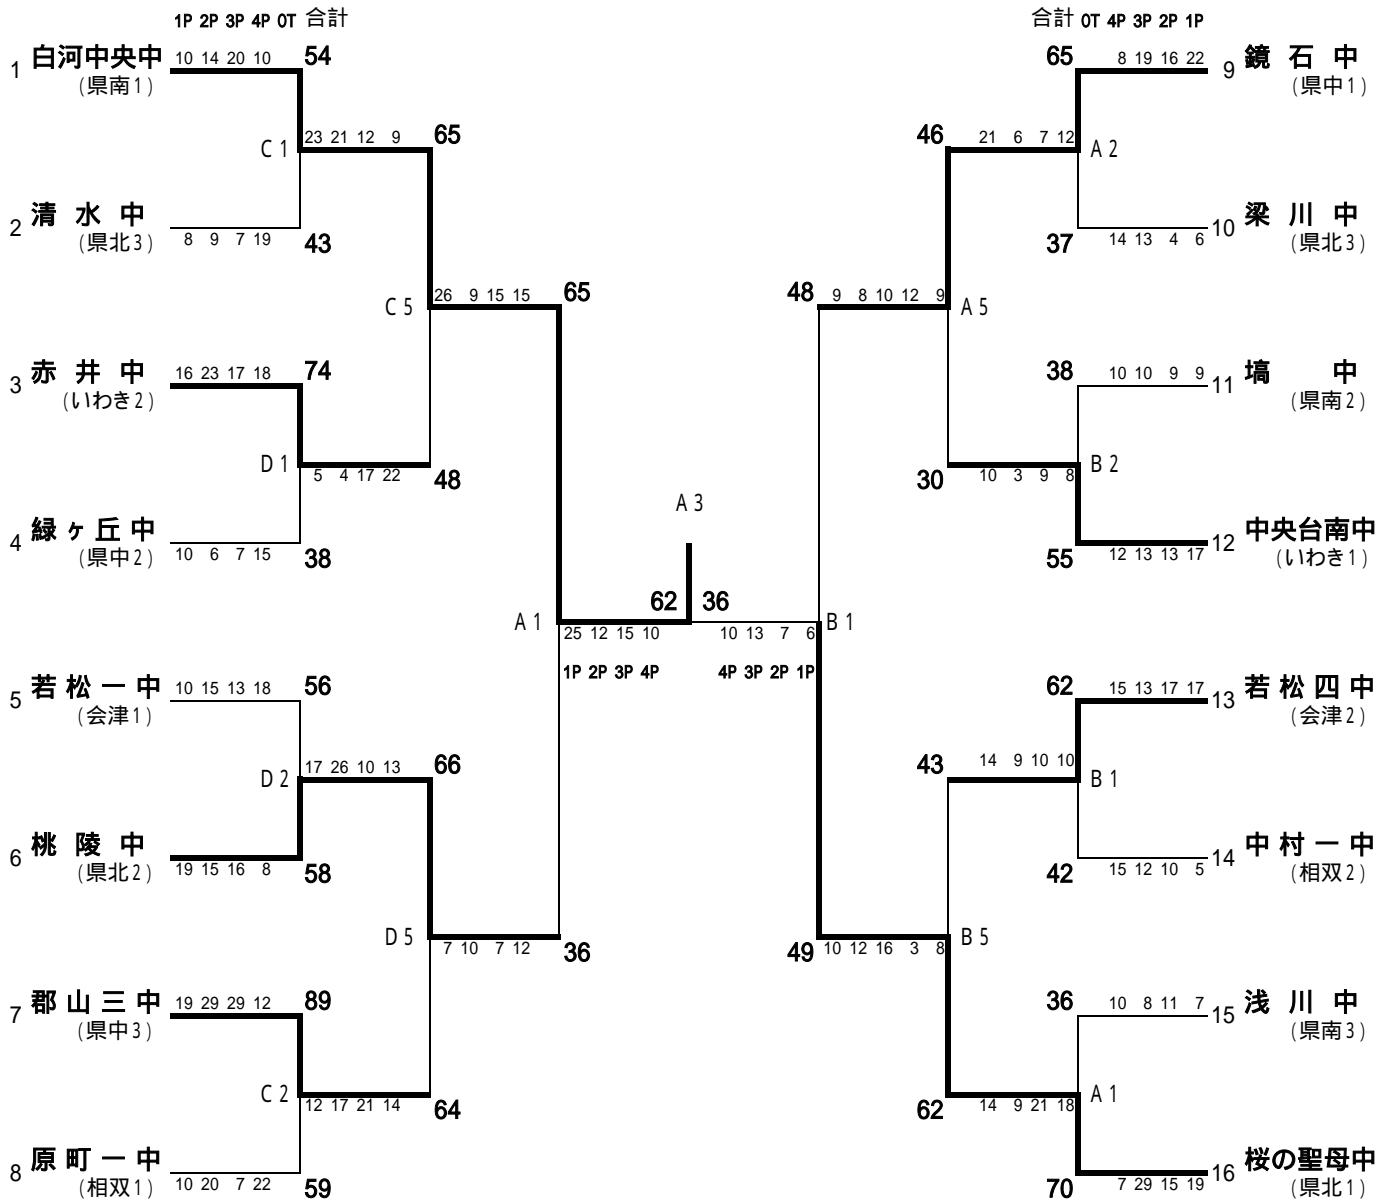 1P 2P 3P 4P OT 合計
合計 OT 4P 3P 2P 1P
1 白河中央中 10 14 20 10 54
(県南1)
C1 23 21 12 9 65
2 清水中 8 9 7 19 43
(県北3)
C5 26 9 15 15 65
3 赤井中 16 23 17 18 74
(いわき2)
D1 5 4 17 22 48
4 緑ヶ丘中 10 6 7 15 38
(県中2)
A1 25 12 15 10 62
1P 2P 3P 4P
5 若松一中 10 15 13 18 56
(会津1)
D2 17 26 10 13 66
6 桃陵中 19 15 16 8 58
(県北2)
D5 7 10 7 12 36
7 郡山三中 19 29 29 12 89
(県中3)
C2 12 17 21 14 64
8 原町一中 10 20 7 22 59
(相双1)
A3
65 8 19 16 22 9 鏡石中
(県中1)
46 21 6 7 12 A2
37 14 13 4 6 10 梁川中
(県北3)
48 9 8 10 12 9 A5
38 10 10 9 9 11 塙中
(県南2)
30 10 3 9 8 B2
55 12 13 13 17 12 中央台南中
(いわき1)
36 10 13 7 6 B1
4P 3P 2P 1P
62 15 13 17 17 13 若松四中
(会津2)
43 14 9 10 10 B1
42 15 12 10 5 14 中村一中
(相双2)
49 10 12 16 3 8 B5
36 10 8 11 7 15 浅川中
(県南3)
62 14 9 21 18 A1
70 7 29 15 19 16 桜の聖母中
(県北1)